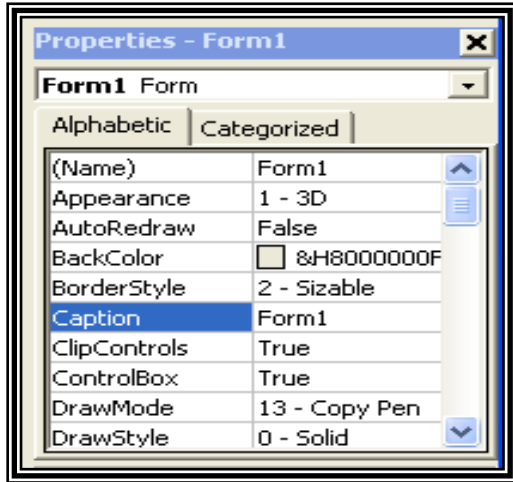 Properties - Form1
Form1 Form
Alphabetic Categorized
(Name) Form1
Appearance 1 - 3D
AutoRedraw False
BackColor &H8000000F
BorderStyle 2 - Sizable
Caption Form1
ClipControls True
ControlBox True
DrawMode 13 - Copy Pen
DrawStyle 0 - Solid